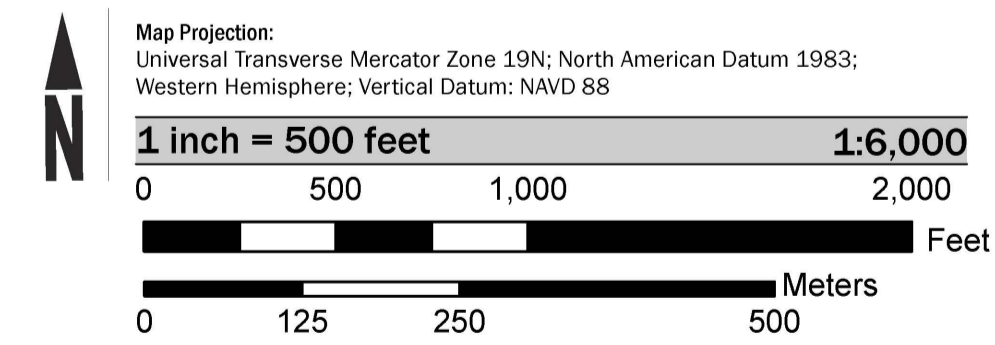 Map Projection:
Universal Transverse Mercator Zone 19N; North American Datum 1983;
Western Hemisphere; Vertical Datum: NAVD 88
N
1 inch = 500 feet 1:6,000
0 500 1,000 2,000
Feet
Meters
0 125 250 500